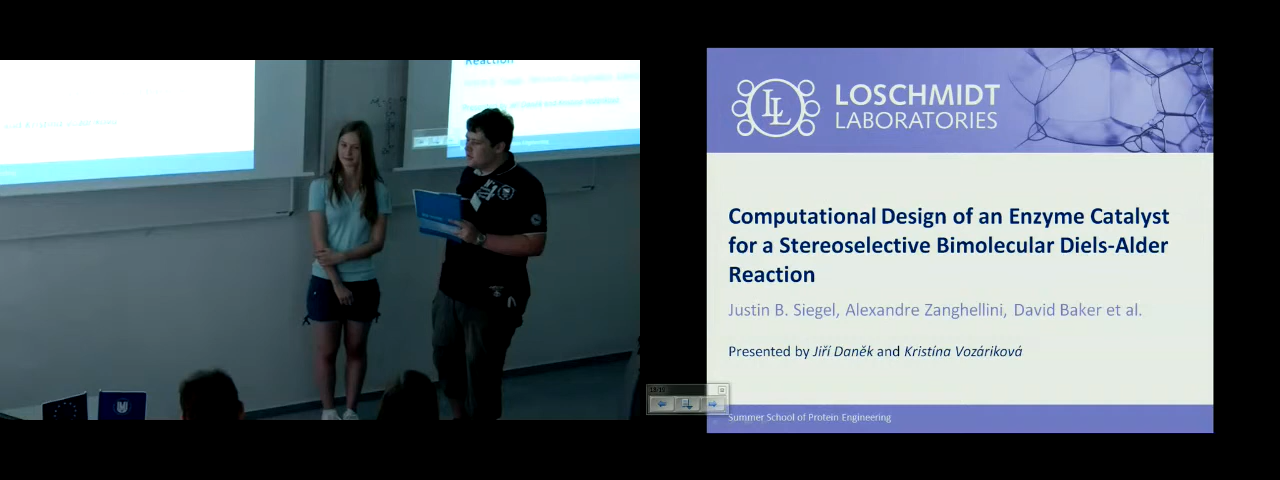 Reaction
LL
LOSCHMIDT
LABORATORIES
Computational Design of an Enzyme Catalyst
for a Stereoselective Bimolecular Diels-Alder
Reaction
Justin B. Siegel, Alexandre Zanghellini, David Baker et al.
Presented by Jiří Daněk and Kristína Vozáriková
Summer School of Protein Engineering